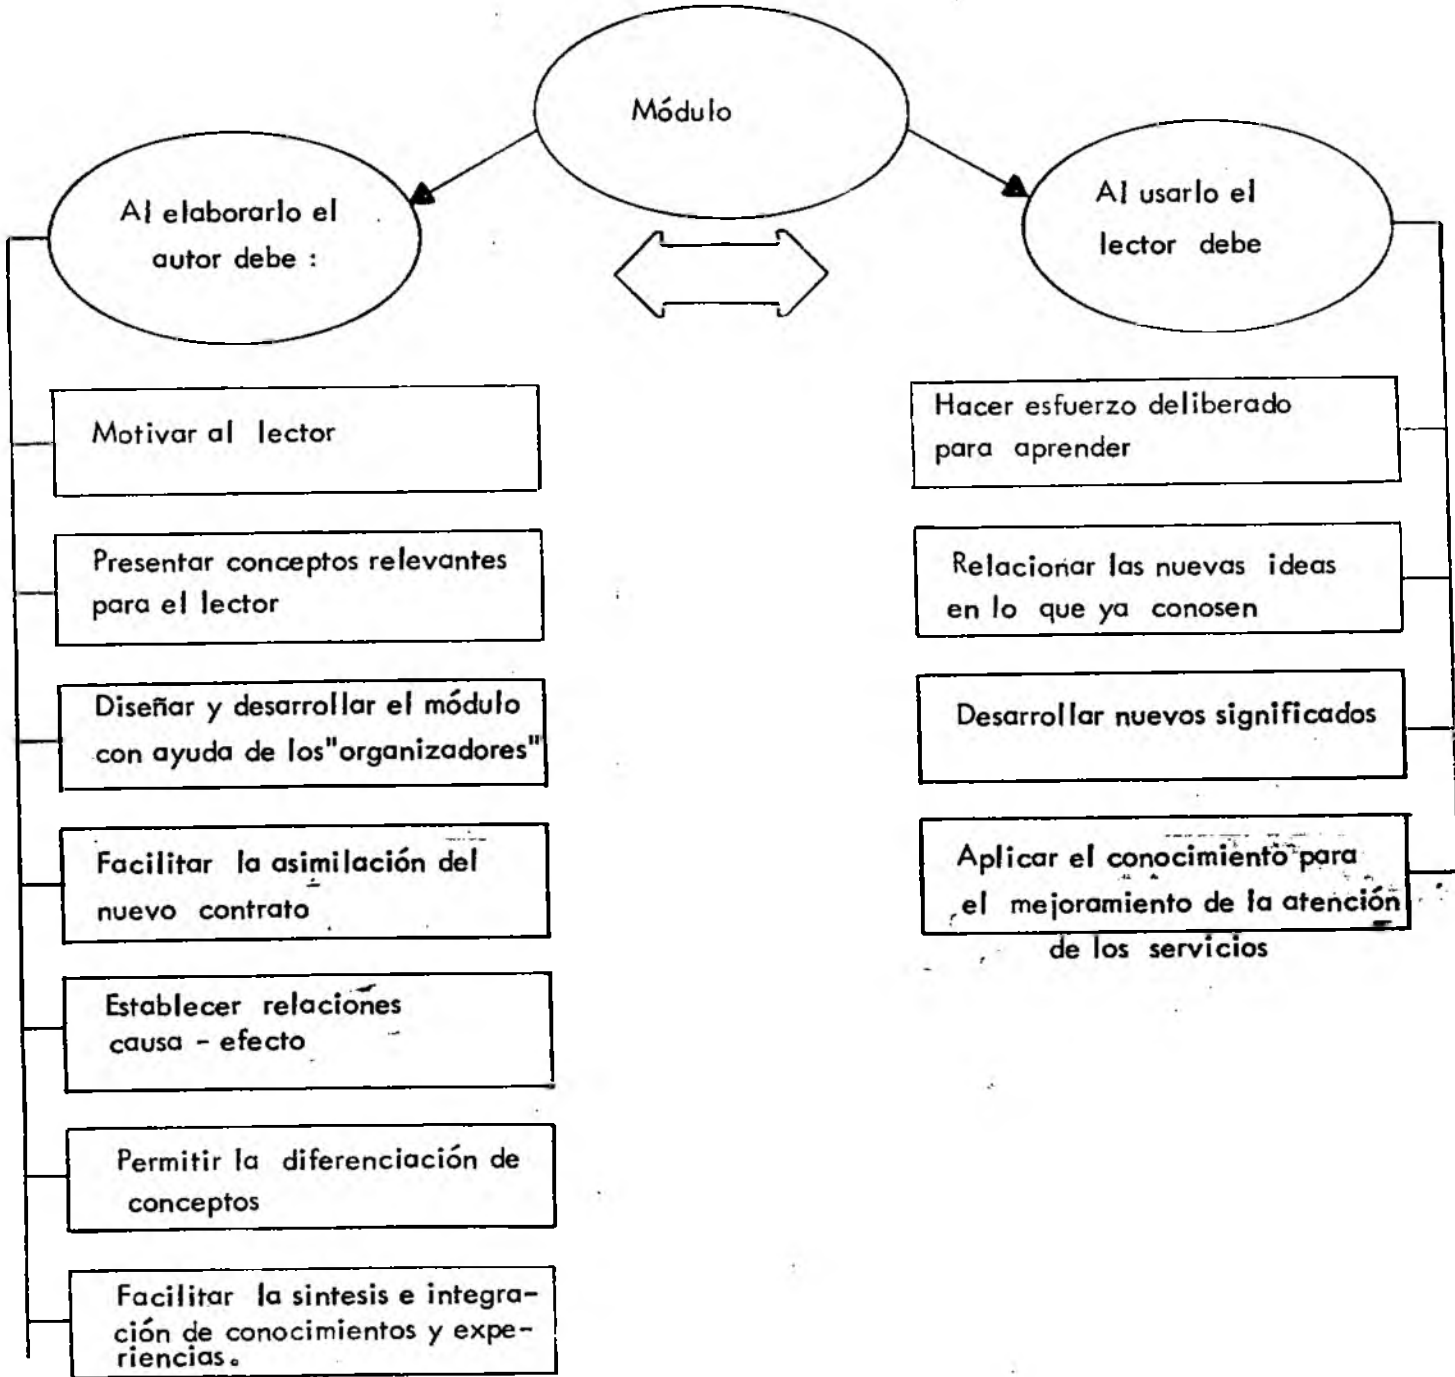 Módulo
Al elaborarlo el
autor debe :
Motivar al lector
Presentar conceptos relevantes
para el lector
Diseñar y desarrollar el módulo
con ayuda de los"organizadores"
Facilitar la asimilación del
nuevo contrato
Establecer relaciones
causa - efecto
Permitir la diferenciación de
conceptos
Facilitar la sintesis e integra-
ción de conocimientos y expe-
riencias.
Al usarlo el
lector debe
Hacer esfuerzo deliberado
para aprender
Relacionar las nuevas ideas
en lo que ya conosen
Desarrollar nuevos significados
Aplicar el conocimiento para
el mejoramiento de la atención
de los servicios